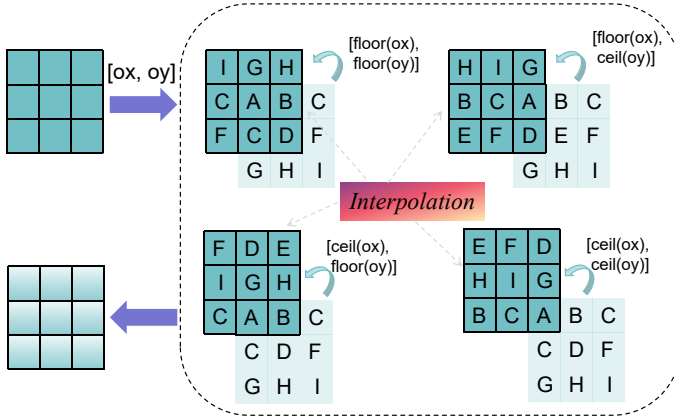 [ox, oy]
I G H
C A B C
F C D F
G H I
[floor(ox),
floor(oy)]
H I G
B C A B C
E F D E F
G H I
[floor(ox),
ceil(oy)]
Interpolation
F D E
I G H
C A B C
C D F
G H I
[ceil(ox),
floor(oy)]
E F D
H I G
B C A B C
C D F
G H I
[ceil(ox),
ceil(oy)]